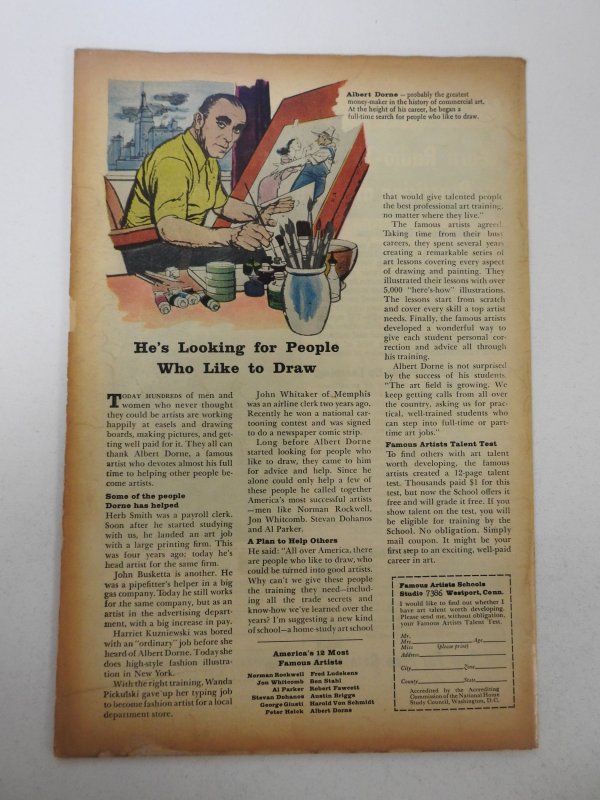 Albert Dorne – probably the greatest
money-maker in the history of commercial art.
At the height of his career, he began a
full-time search for people who like to draw.
He's Looking for People
Who Like to Draw
TODAY HUNDREDS of men and
women who never thought
they could be artists are working
happily at easels and drawing
boards, making pictures, and get-
ting well paid for it. They all can
thank Albert Dorne, a famous
artist who devotes almost his full
time to helping other people be-
come artists.
Some of the people
Dorne has helped
Herb Smith was a payroll clerk.
Soon after he started studying
with us, he landed an art job
with a large printing firm. This
was four years ago; today he's
head artist for the same firm.
John Busketta is another. He
was a pipefitter's helper in a big
gas company. Today he still works
for the same company, but as an
artist in the advertising depart-
ment, with a big increase in pay.
Harriet Kuzniewski was bored
with an "ordinary" job before she
heard of Albert Dorne. Today she
does high-style fashion illustra-
tion in New York.
With the right training, Wanda
Pickulski gave up her typing job
to become fashion artist for a local
department store.
John Whitaker of Memphis
was an airline clerk two years ago.
Recently he won a national car-
tooning contest and was signed
to do a newspaper comic strip.
Long before Albert Dorne
started looking for people who
like to draw, they came to him
for advice and help. Since he
alone could only help a few of
these people he called together
America's most successful artists
—men like Norman Rockwell,
Jon Whitcomb, Stevan Dohanos
and Al Parker.
A Plan to Help Others
He said: "All over America, there
are people who like to draw, who
could be turned into good artists.
Why can't we give these people
the training they need—includ-
ing all the trade secrets and
know-how we've learned over the
years? I'm suggesting a new kind
of school—a home-study art school
America's 12 Most
Famous Artists
Norman Rockwell Fred Ludekens
Jon Whitcomb Ben Stahl
Al Parker Robert Fawcett
Stevan Dohanos Austin Briggs
George Giusti Harold Von Schmidt
Peter Helck Albert Dorne
that would give talented people
the best professional art training,
no matter where they live."
The famous artists agreed.
Taking time from their busy
careers, they spent several years
creating a remarkable series of
art lessons covering every aspect
of drawing and painting. They
illustrated their lessons with over
5,000 "here's-how" illustrations.
The lessons start from scratch
and cover every skill a top artist
needs. Finally, the famous artists
developed a wonderful way to
give each student personal cor-
rection and advice all through
his training.
Albert Dorne is not surprised
by the success of his students.
"The art field is growing. We
keep getting calls from all over
the country, asking us for prac-
tical, well-trained students who
can step into full-time or part-
time art jobs."
Famous Artists Talent Test
To find others with art talent
worth developing, the famous
artists created a 12-page talent
test. Thousands paid $1 for this
test, but now the School offers it
free and will grade it free. If you
show talent on the test, you will
be eligible for training by the
School. No obligation. Simply
mail coupon. It might be your
first step to an exciting, well-paid
career in art.
Famous Artists Schools
Studio 7386 Westport, Conn.
I would like to find out whether I
have art talent worth developing.
Please send me, without obligation,
your Famous Artists Talent Test.
Mr.
Mrs. Age
Miss (please print)
Address
City Zone
County State
Accredited by the Accrediting
Commission of the National Home
Study Council, Washington, D.C.